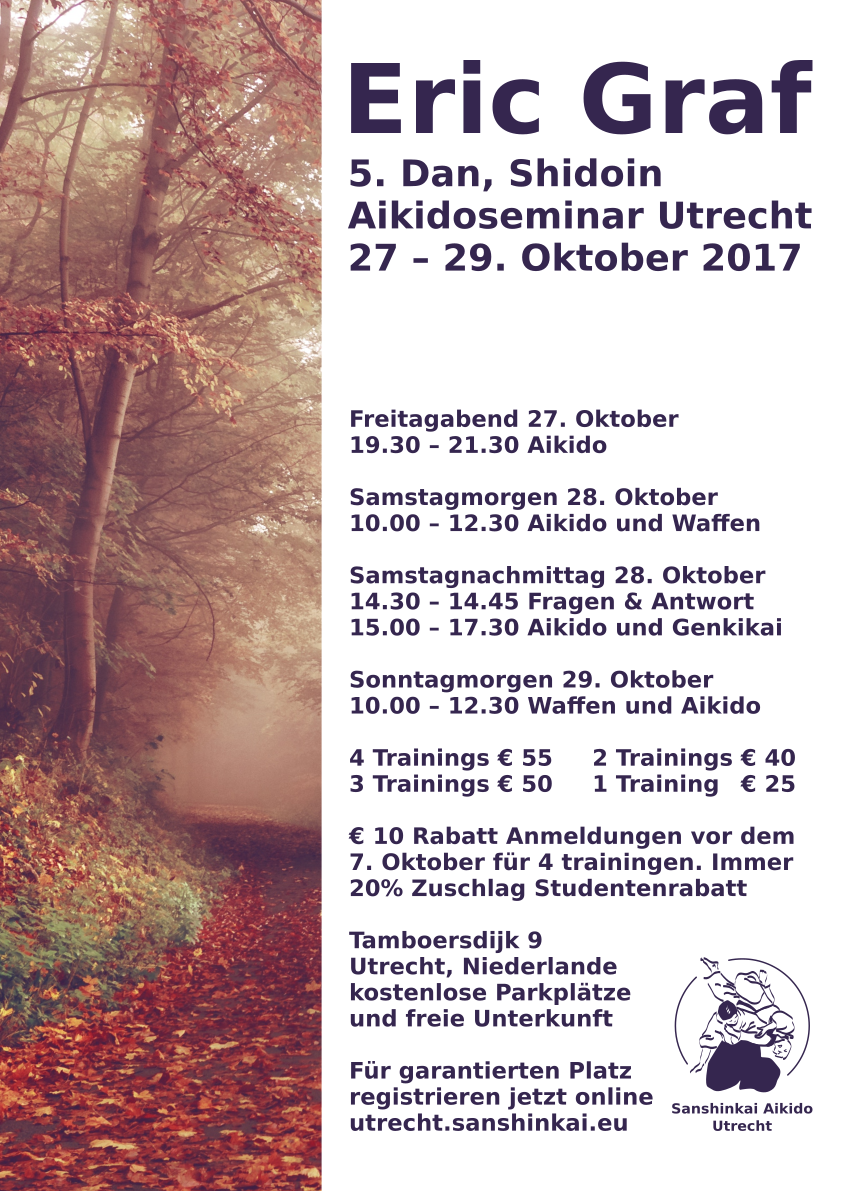 Eric Graf
5. Dan, Shidoin
Aikidoseminar Utrecht
27 – 29. Oktober 2017
Freitagabend 27. Oktober
19.30 – 21.30 Aikido
Samstagmorgen 28. Oktober
10.00 – 12.30 Aikido und Waffen
Samstagnachmittag 28. Oktober
14.30 – 14.45 Fragen & Antwort
15.00 – 17.30 Aikido und Genkikai
Sonntagmorgen 29. Oktober
10.00 – 12.30 Waffen und Aikido
4 Trainings € 55 2 Trainings € 40
3 Trainings € 50 1 Training € 25
€ 10 Rabatt Anmeldungen vor dem
7. Oktober für 4 trainingen. Immer
20% Zuschlag Studentenrabatt
Tamboersdijk 9
Utrecht, Niederlande
kostenlose Parkplätze
und freie Unterkunft
Für garantierten Platz
registrieren jetzt online
utrecht.sanshinkai.eu
Sanshinkai Aikido
Utrecht